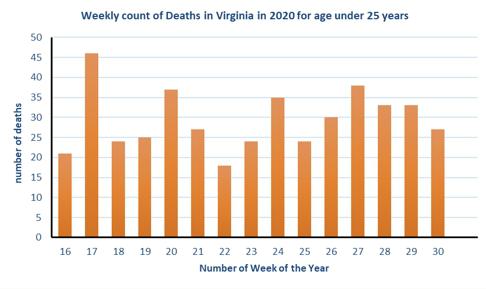 Weekly count of Deaths in Virginia in 2020 for age under 25 years
50
45
40
35
30
25
20
15
10
5
0
number of deaths
16 17 18 19 20 21 22 23 24 25 26 27 28 29 30
Number of Week of the Year